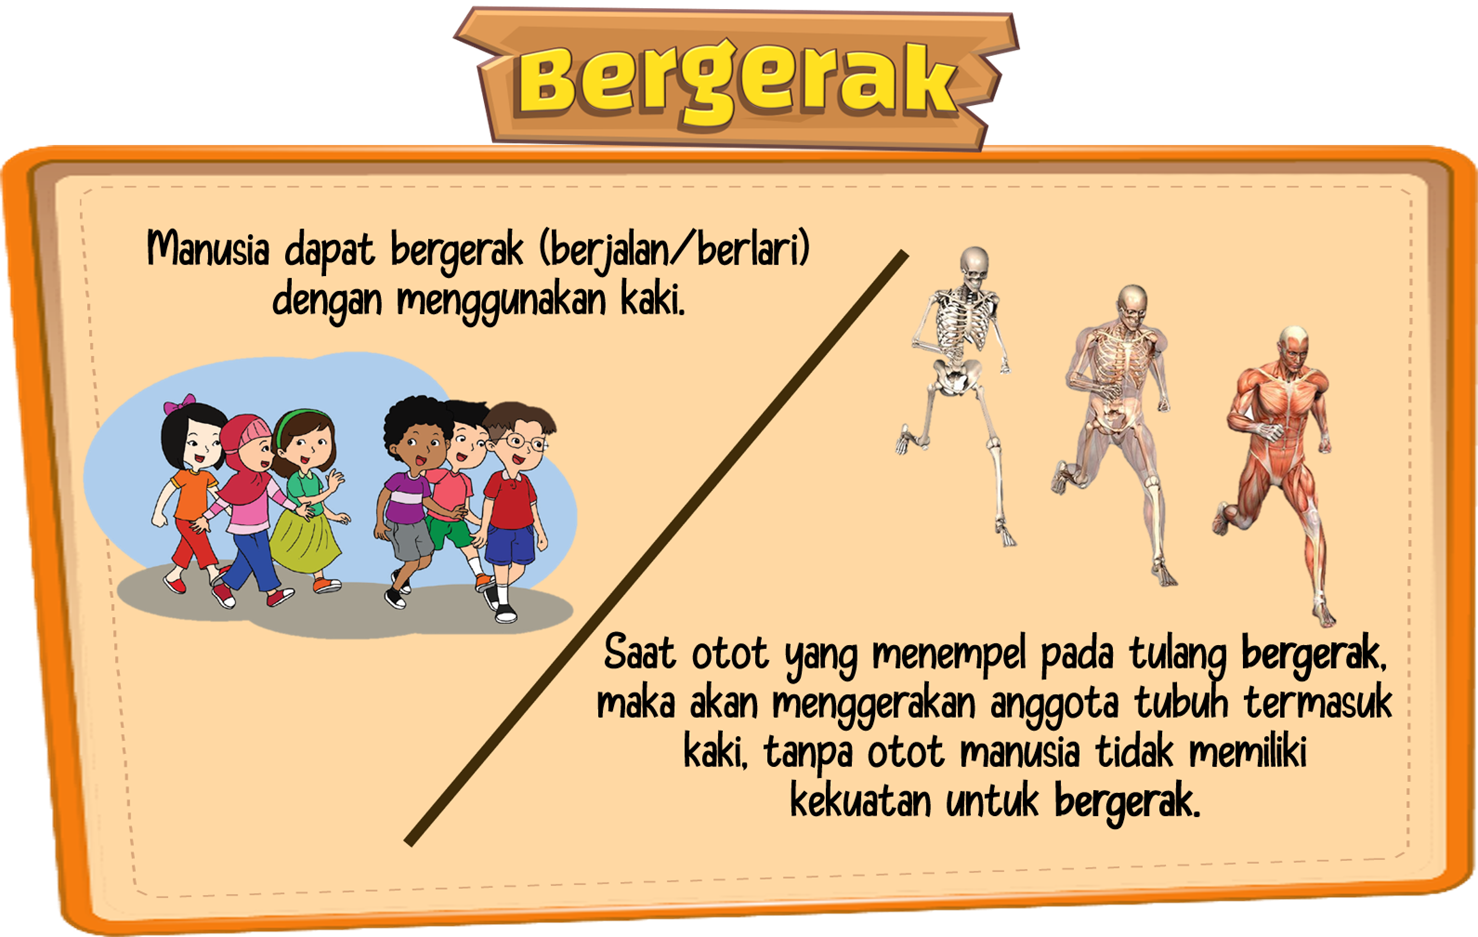 Bergerak
Manusia dapat bergerak (berjalan/berlari)
dengan menggunakan kaki.
Saat otot yang menempel pada tulang bergerak,
maka akan menggerakan anggota tubuh termasuk
kaki, tanpa otot manusia tidak memiliki
kekuatan untuk bergerak.